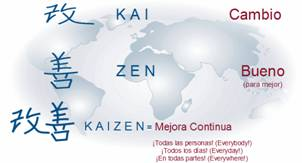 改 KAI Cambio
善 ZEN Bueno
(para mejor)
改善 KAIZEN = Mejora Continua
¡Todas las personas! (Everybody!)
¡Todos los días! (Everyday!)
¡En todas partes! (Everywhere!)